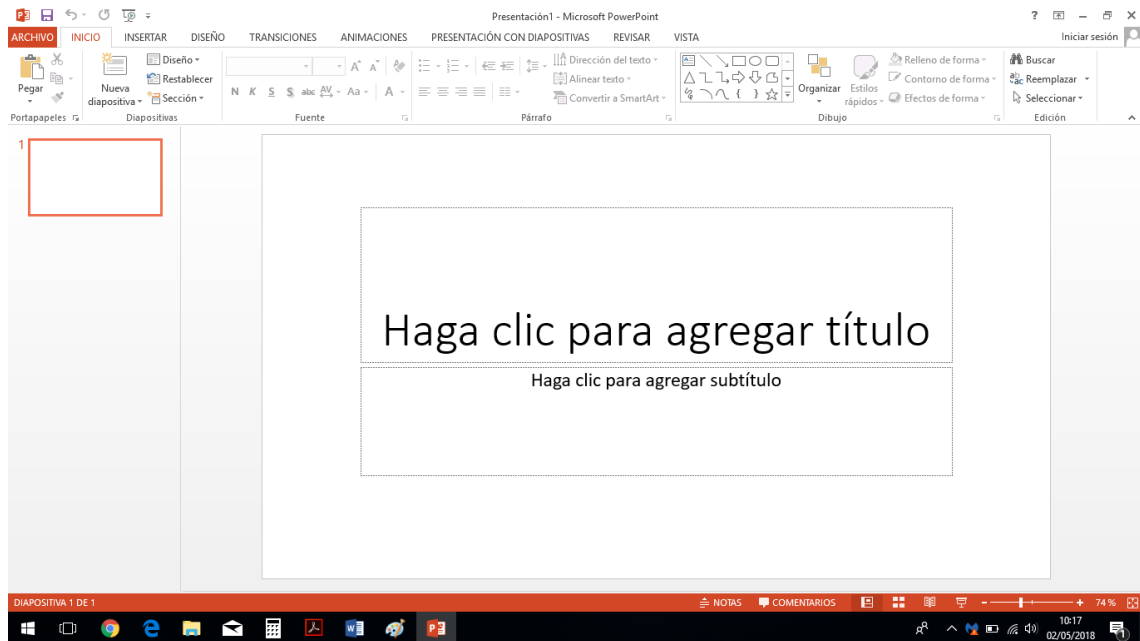 Presentación1 - Microsoft PowerPoint
ARCHIVO INICIO INSERTAR DISEÑO TRANSICIONES ANIMACIONES PRESENTACIÓN CON DIAPOSITIVAS REVISAR VISTA Iniciar sesión
Pegar
Nueva diapositiva
Diseño
Restablecer
Sección
N K S S abc AV Aa A
Dirección del texto
Alinear texto
Convertir a SmartArt
Organizar
Estilos rápidos
Relleno de forma
Contorno de forma
Efectos de forma
Buscar
Reemplazar
Seleccionar
Portapapeles Diapositivas Fuente Párrafo Dibujo Edición
1
Haga clic para agregar título
Haga clic para agregar subtítulo
DIAPOSITIVA 1 DE 1 NOTAS COMENTARIOS 74 %
10:17
02/05/2018